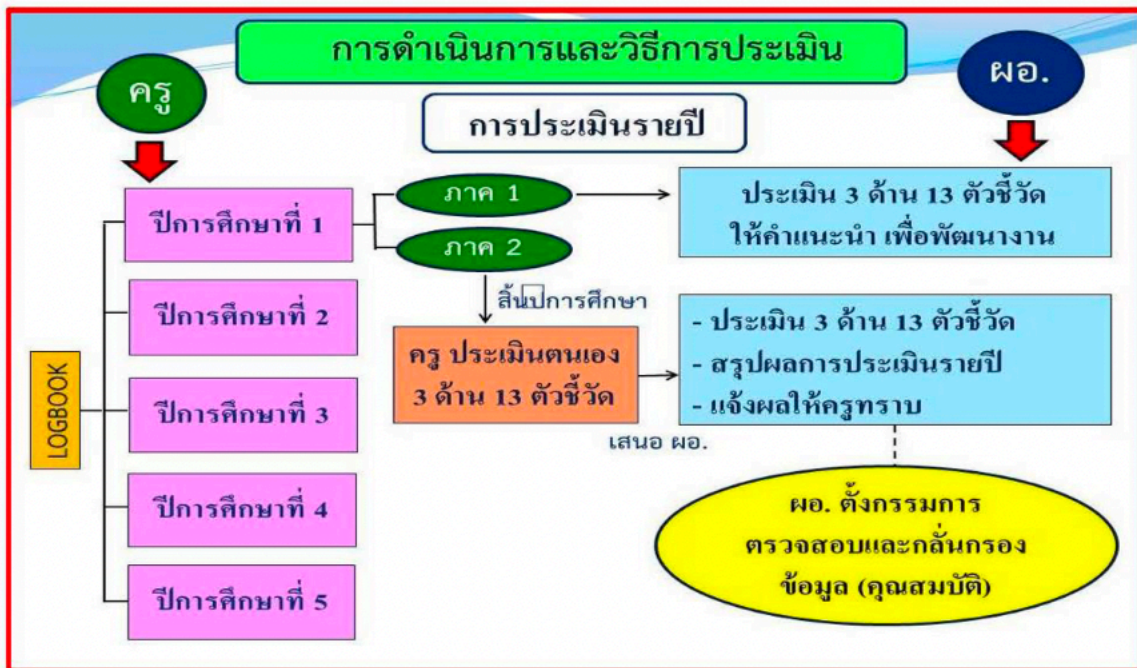 การดำเนินการและวิธีการประเมิน
ครู
ผอ.
การประเมินรายปี
ปีการศึกษาที่ 1
ภาค 1
ภาค 2
ประเมิน 3 ด้าน 13 ตัวชี้วัด
ให้คำแนะนำ เพื่อพัฒนางาน
สิ้นปีการศึกษา
ปีการศึกษาที่ 2
ครู ประเมินตนเอง
3 ด้าน 13 ตัวชี้วัด
- ประเมิน 3 ด้าน 13 ตัวชี้วัด
- สรุปผลการประเมินรายปี
- แจ้งผลให้ครูทราบ
เสนอ ผอ.
LOGBOOK
ปีการศึกษาที่ 3
ปีการศึกษาที่ 4
ปีการศึกษาที่ 5
ผอ. ตั้งกรรมการ
ตรวจสอบและกลั่นกรอง
ข้อมูล (คุณสมบัติ)